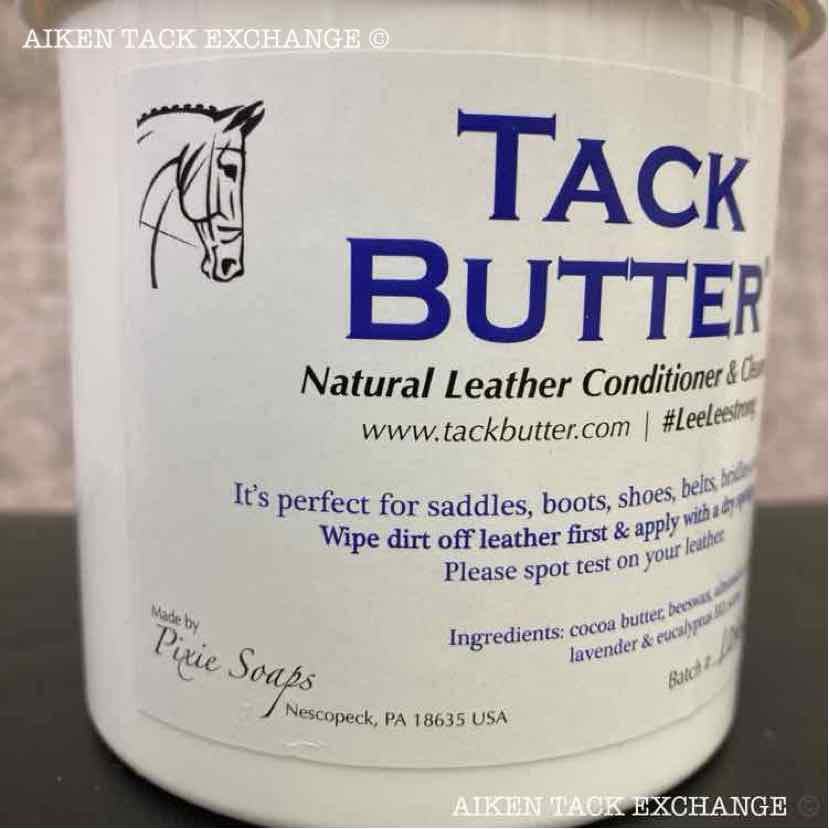 AIKEN TACK EXCHANGE ©
TACK
BUTTER
Natural Leather Conditioner &
www.tackbutter.com | #LeeLeestrong
It's perfect for saddles, boots, shoes, belts,
Wipe dirt off leather first & apply with a dry
Please spot test on your leather.
Ingredients: cocoa butter, beeswax,
lavender & eucalyptus
Batch #
Made by
Pixie Soaps
Nescopeck, PA 18635 USA
AIKEN TACK EXCHANGE ©